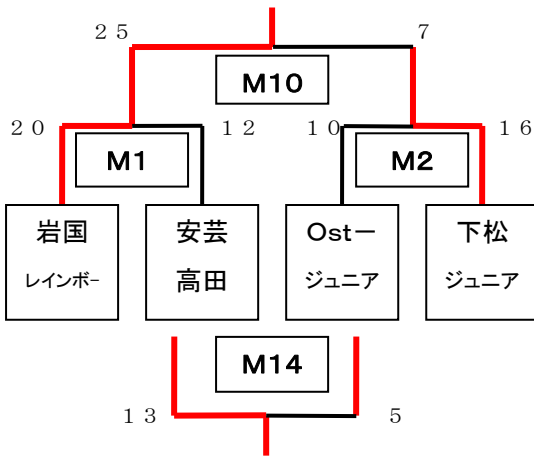 ２５ ７
M10
２０ １２ １０ １６
M1 M2
岩国 安芸 Ostー 下松
レインボｰ 高田 ジュニア ジュニア
M14
１３ ５